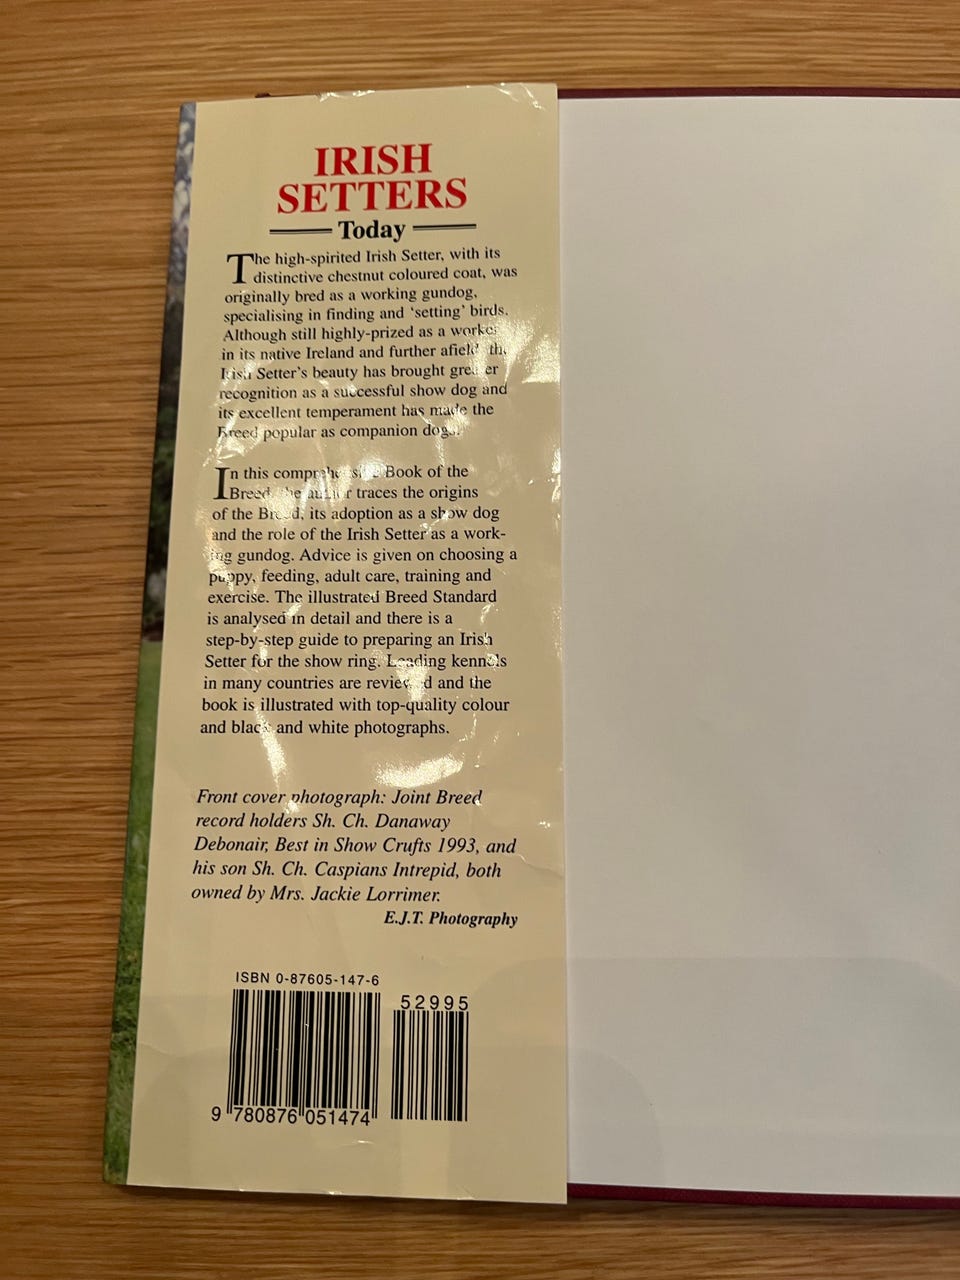 IRISH
SETTERS
Today
The high-spirited Irish Setter, with its
distinctive chestnut coloured coat, was
originally bred as a working gundog,
specialising in finding and ‘setting’ birds.
Although still highly-prized as a worker
in its native Ireland and further afield, the
Irish Setter’s beauty has brought greater
recognition as a successful show dog and
its excellent temperament has made the
Breed popular as companion dogs.
In this comprehensive Book of the
Breed, the author traces the origins
of the Breed, its adoption as a show dog
and the role of the Irish Setter as a work-
ing gundog. Advice is given on choosing a
puppy, feeding, adult care, training and
exercise. The illustrated Breed Standard
is analysed in detail and there is a
step-by-step guide to preparing an Irish
Setter for the show ring. Leading kennels
in many countries are reviewed and the
book is illustrated with top-quality colour
and black and white photographs.
Front cover photograph: Joint Breed
record holders Sh. Ch. Danaway
Debonair, Best in Show Crufts 1993, and
his son Sh. Ch. Caspians Intrepid, both
owned by Mrs. Jackie Lorrimer.
E.J.T. Photography
ISBN 0-87605-147-6
52995
9 780876 051474